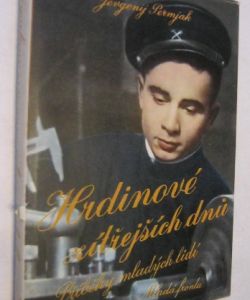 Jevgenij Permjak
Hrdinové
zítřejších dnů
Příběhy mladých lidí
Mladá fronta